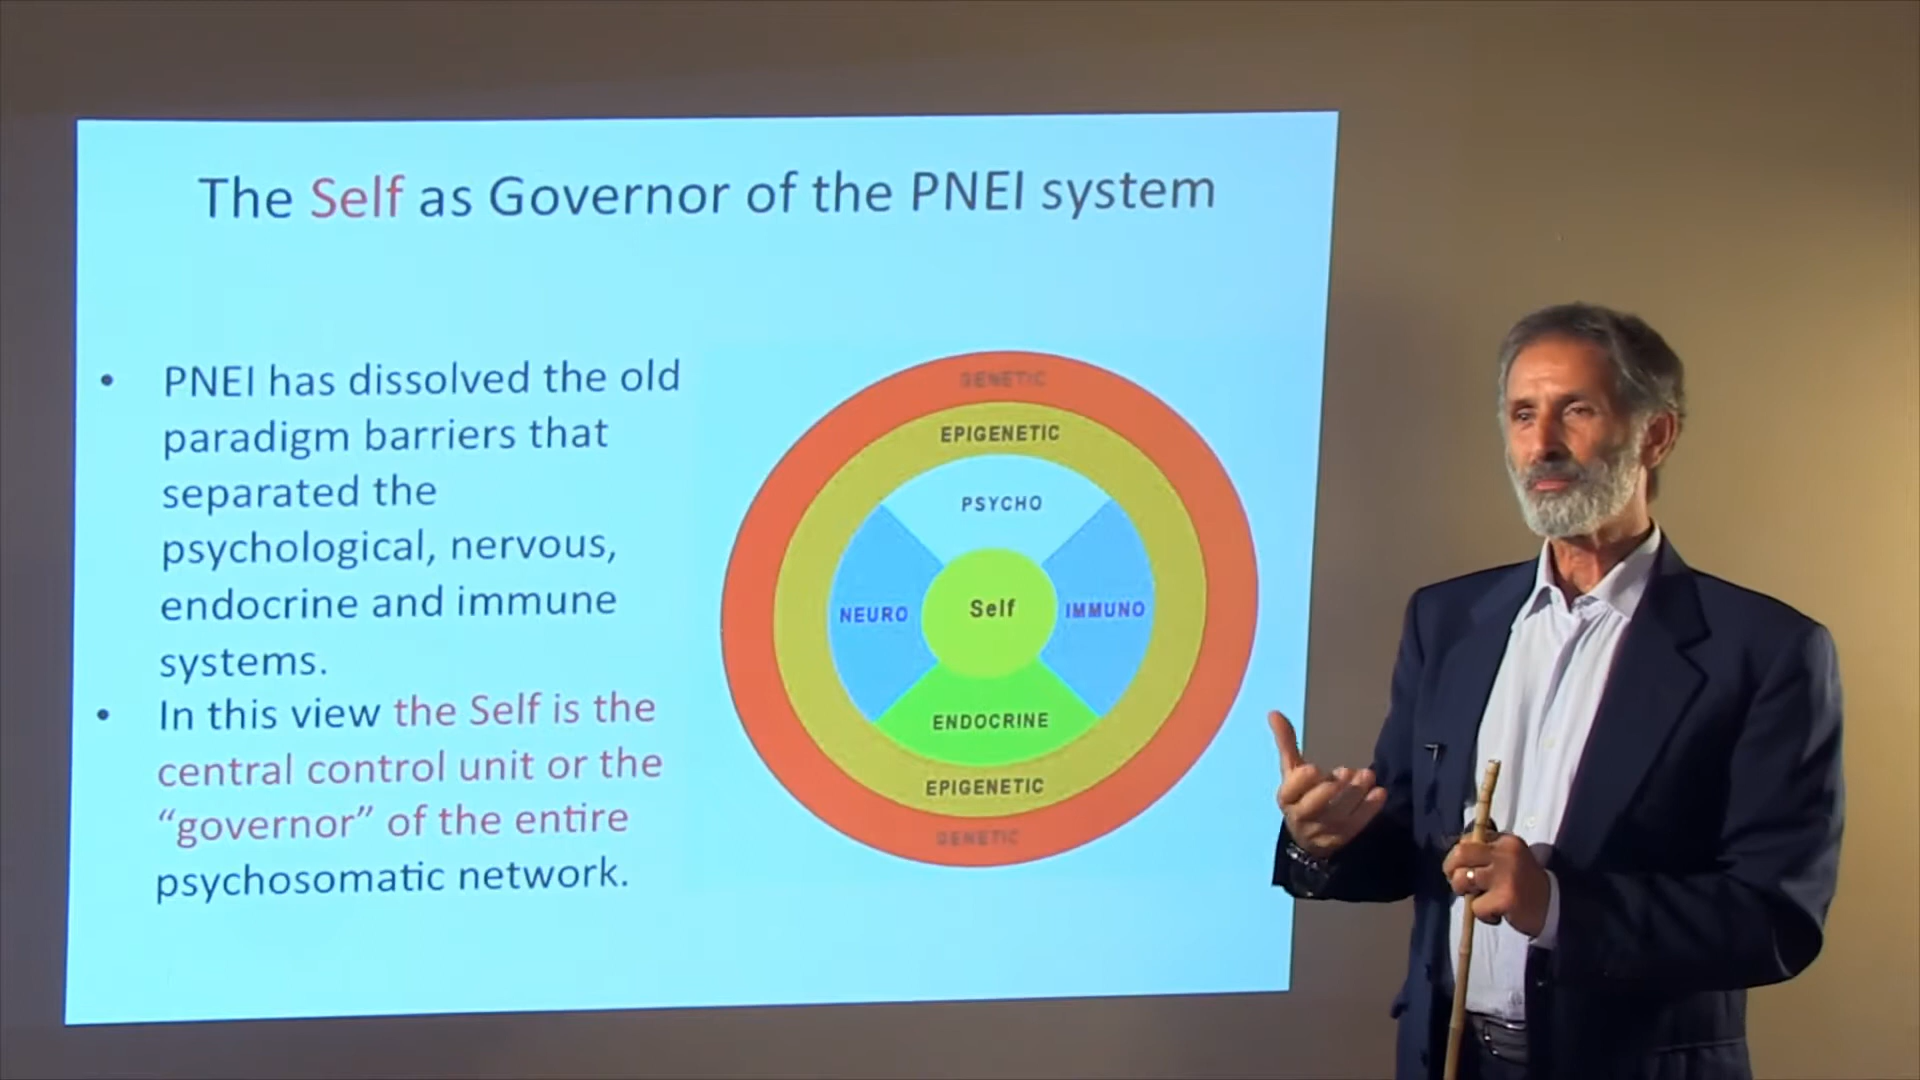 The Self as Governor of the PNEI system
• PNEI has dissolved the old
paradigm barriers that
separated the
psychological, nervous,
endocrine and immune
systems.
• In this view the Self is the
central control unit or the
“governor” of the entire
psychosomatic network.
GENETIC
EPIGENETIC
PSYCHO
NEURO
Self
IMMUNO
ENDOCRINE
EPIGENETIC
GENETIC